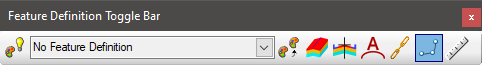 Feature Definition Toggle Bar
x
No Feature Definition
A